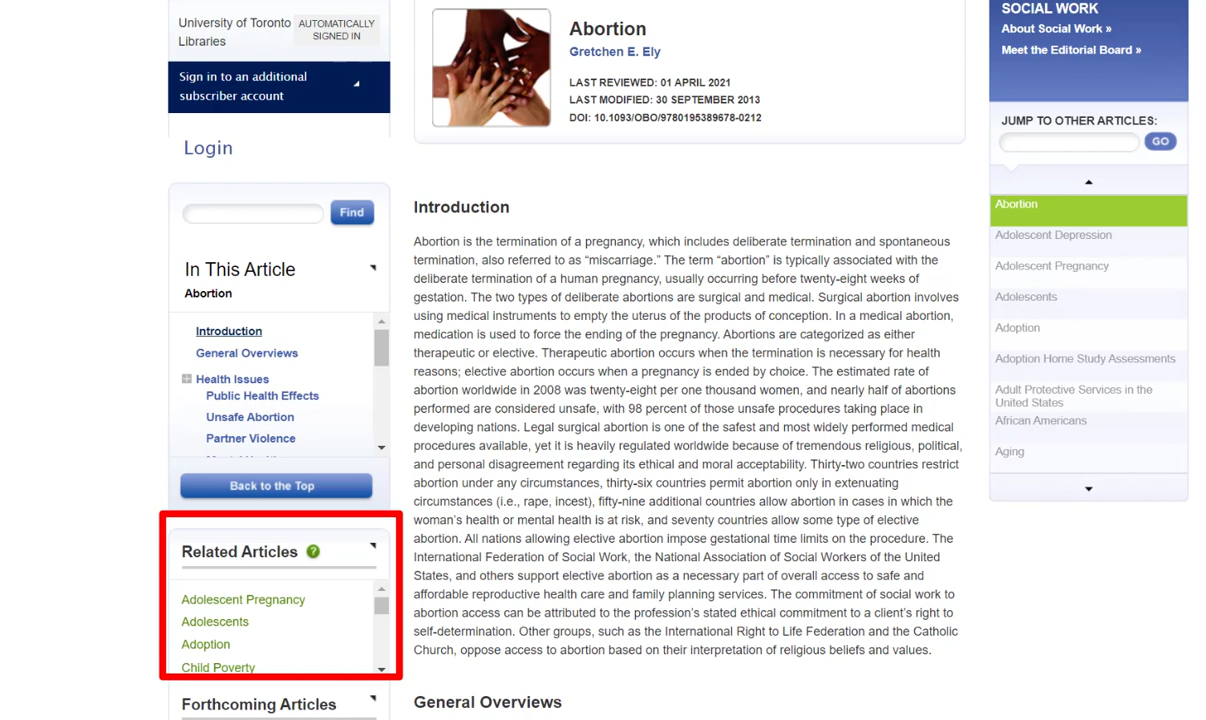 University of Toronto
Libraries
AUTOMATICALLY
SIGNED IN
Sign in to an additional
subscriber account
Login
Find
In This Article
Abortion
Introduction
General Overviews
Health Issues
Public Health Effects
Unsafe Abortion
Partner Violence
Back to the Top
Related Articles ?
Adolescent Pregnancy
Adolescents
Adoption
Child Poverty
Forthcoming Articles
Abortion
Gretchen E. Ely
LAST REVIEWED: 01 APRIL 2021
LAST MODIFIED: 30 SEPTEMBER 2013
DOI: 10.1093/OBO/9780195389678-0212
Introduction
Abortion is the termination of a pregnancy, which includes deliberate termination and spontaneous
termination, also referred to as “miscarriage.” The term “abortion” is typically associated with the
deliberate termination of a human pregnancy, usually occurring before twenty-eight weeks of
gestation. The two types of deliberate abortions are surgical and medical. Surgical abortion involves
using medical instruments to empty the uterus of the products of conception. In a medical abortion,
medication is used to force the ending of the pregnancy. Abortions are categorized as either
therapeutic or elective. Therapeutic abortion occurs when the termination is necessary for health
reasons; elective abortion occurs when a pregnancy is ended by choice. The estimated rate of
abortion worldwide in 2008 was twenty-eight per one thousand women, and nearly half of abortions
performed are considered unsafe, with 98 percent of those unsafe procedures taking place in
developing nations. Legal surgical abortion is one of the safest and most widely performed medical
procedures available, yet it is heavily regulated worldwide because of tremendous religious, political,
and personal disagreement regarding its ethical and moral acceptability. Thirty-two countries restrict
abortion under any circumstances, thirty-six countries permit abortion only in extenuating
circumstances (i.e., rape, incest), fifty-nine additional countries allow abortion in cases in which the
woman’s health or mental health is at risk, and seventy countries allow some type of elective
abortion. All nations allowing elective abortion impose gestational time limits on the procedure. The
International Federation of Social Work, the National Association of Social Workers of the United
States, and others support elective abortion as a necessary part of overall access to safe and
affordable reproductive health care and family planning services. The commitment of social work to
abortion access can be attributed to the profession’s stated ethical commitment to a client’s right to
self-determination. Other groups, such as the International Right to Life Federation and the Catholic
Church, oppose access to abortion based on their interpretation of religious beliefs and values.
General Overviews
SOCIAL WORK
About Social Work »
Meet the Editorial Board »
JUMP TO OTHER ARTICLES:
GO
Abortion
Adolescent Depression
Adolescent Pregnancy
Adolescents
Adoption
Adoption Home Study Assessments
Adult Protective Services in the
United States
African Americans
Aging